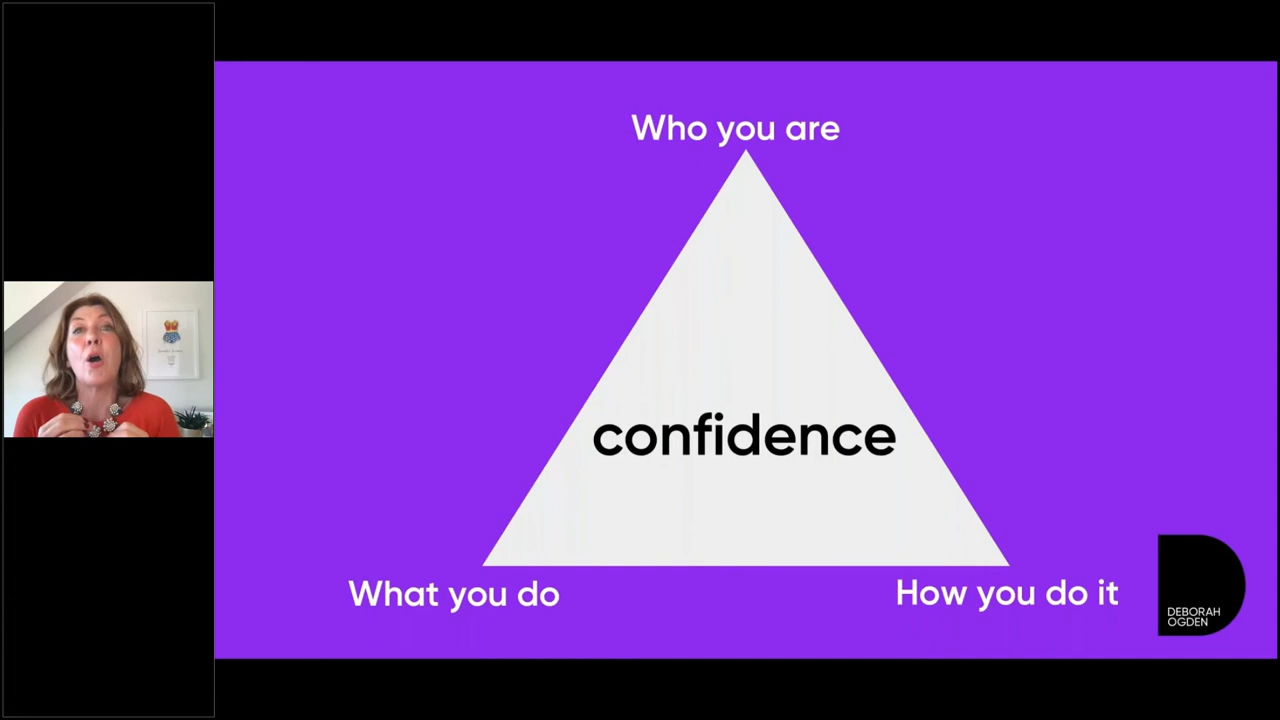 Who you are
confidence
What you do
How you do it
DEBORAH
OGDEN